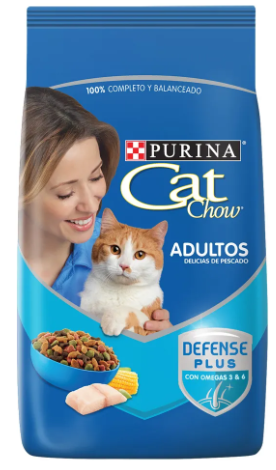 100% COMPLETO Y BALANCEADO
PURINA
Cat
Chow
ADULTOS
DELICIAS DE PESCADO
DEFENSE
PLUS
CON OMEGAS 3 & 6